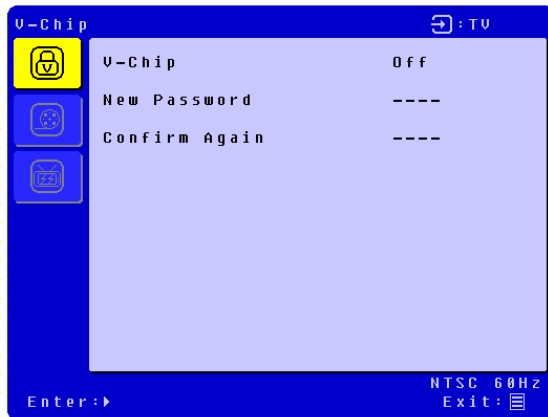 V-Chip :TV
V-Chip Off
New Password ----
Confirm Again ----
NTSC 60Hz
Enter: Exit: